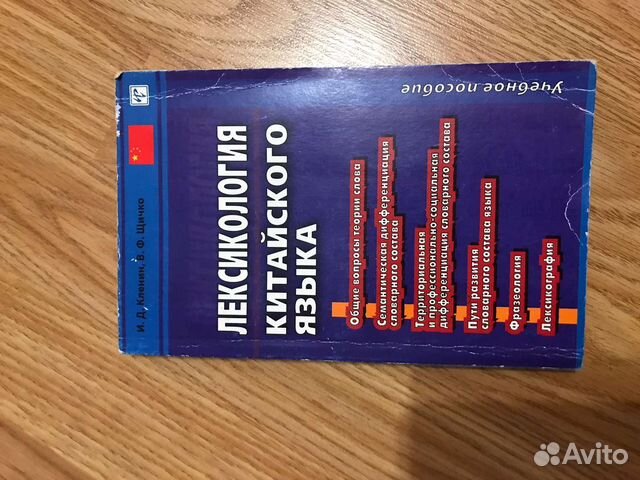 И. Д. Кленин, В. Ф. Щичко
ЛЕКСИКОЛОГИЯ
КИТАЙСКОГО
ЯЗЫКА
Общие вопросы теории слова
Семантическая дифференциация
словарного состава
Территориальная
и профессионально-социальная
дифференциация словарного состава
Пути развития
словарного состава языка
Фразеология
Лексикография
Учебное пособие
Avito